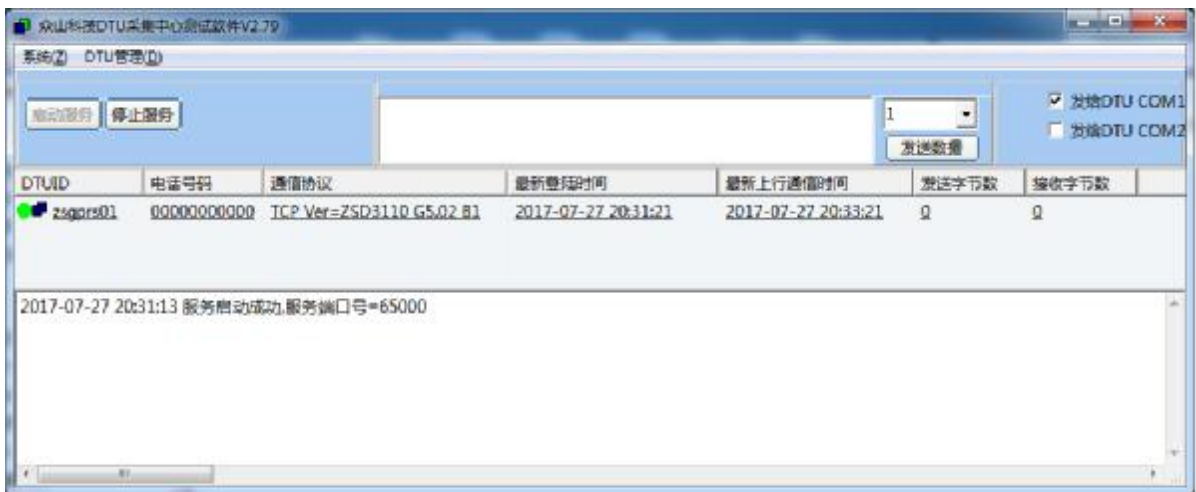 众山科技DTU采集中心测试软件V2.79
系统(Z) DTU管理(D)
启动服务 停止服务
1
发送数据
发给DTU COM1
发给DTU COM2
DTUID 电话号码 通信协议 最新登陆时间 最新上行通信时间 发送字节数 接收字节数
zsgprs01 00000000000 TCP Ver=ZSD3110 G5.02 B1 2017-07-27 20:31:21 2017-07-27 20:33:21 0 0
2017-07-27 20:31:13 服务启动成功,服务端口号=65000